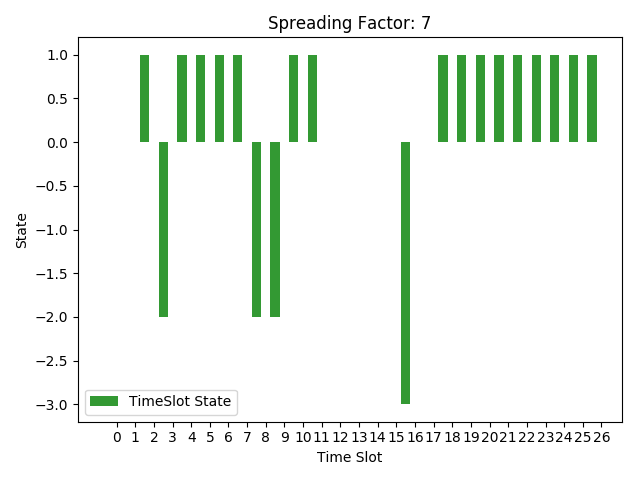 Spreading Factor: 7
1.0
0.5
0.0
−0.5
−1.0
−1.5
−2.0
−2.5
−3.0
State
TimeSlot State
0 1 2 3 4 5 6 7 8 9 10 11 12 13 14 15 16 17 18 19 20 21 22 23 24 25 26
Time Slot